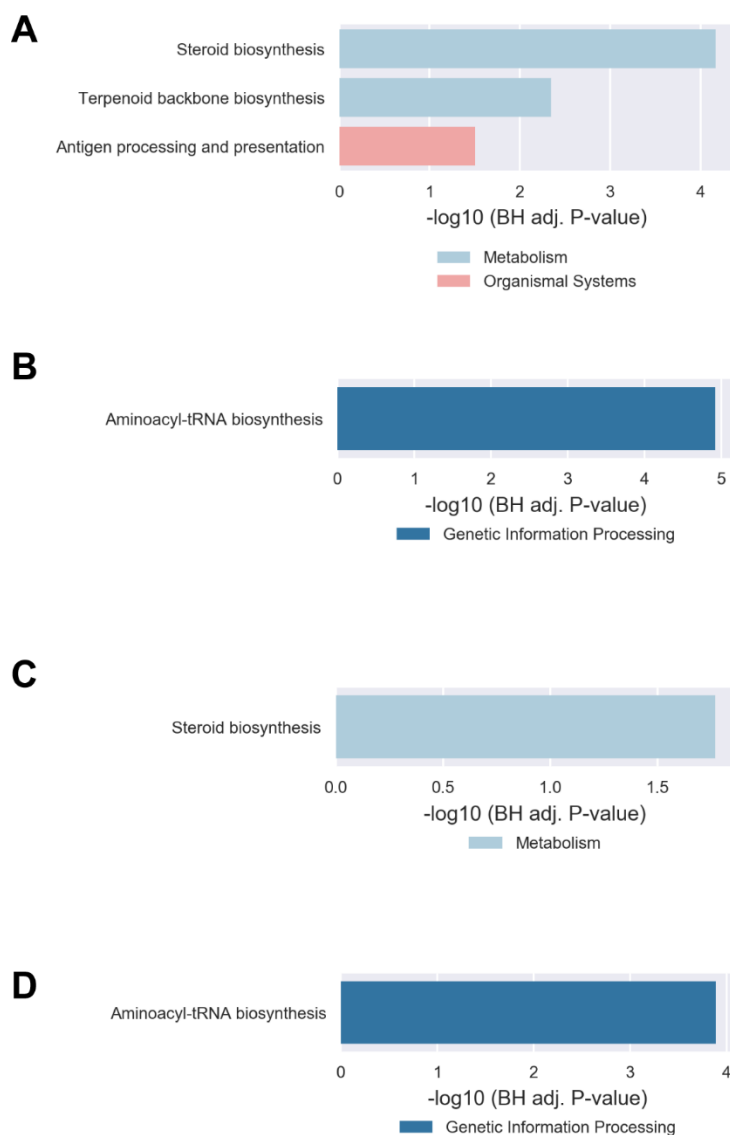 A
Steroid biosynthesis
Terpenoid backbone biosynthesis
Antigen processing and presentation
0 1 2 3 4
-log10 (BH adj. P-value)
Metabolism
Organismal Systems
B
Aminoacyl-tRNA biosynthesis
0 1 2 3 4 5
-log10 (BH adj. P-value)
Genetic Information Processing
C
Steroid biosynthesis
0.0 0.5 1.0 1.5
-log10 (BH adj. P-value)
Metabolism
D
Aminoacyl-tRNA biosynthesis
0 1 2 3 4
-log10 (BH adj. P-value)
Genetic Information Processing